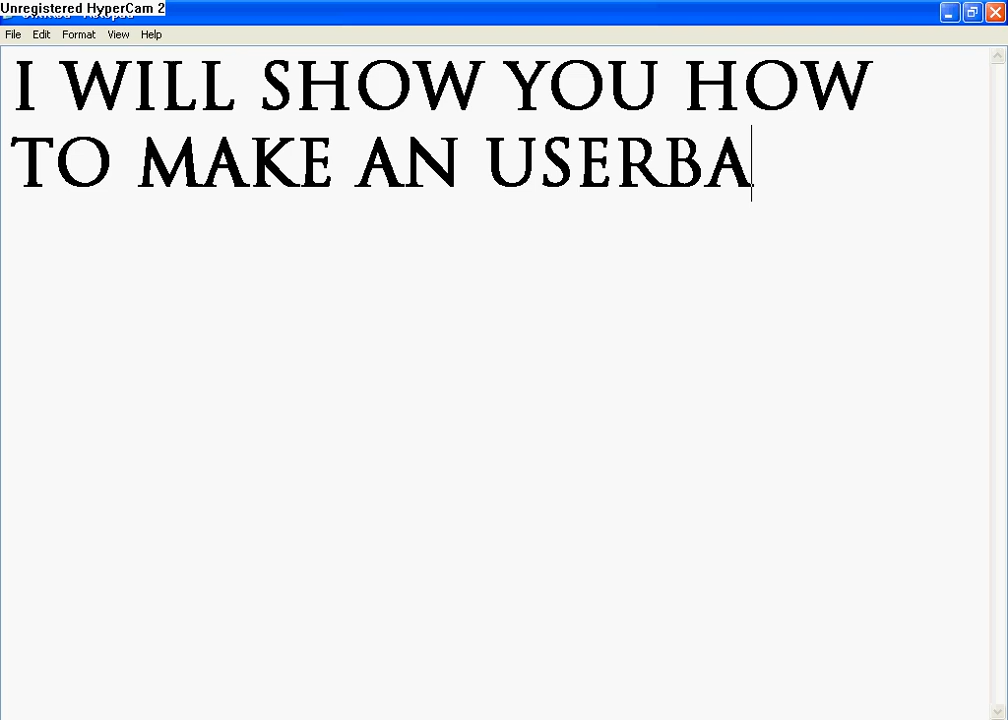 Unregistered HyperCam 2
File Edit Format View Help
I WILL SHOW YOU HOW
TO MAKE AN USERBA